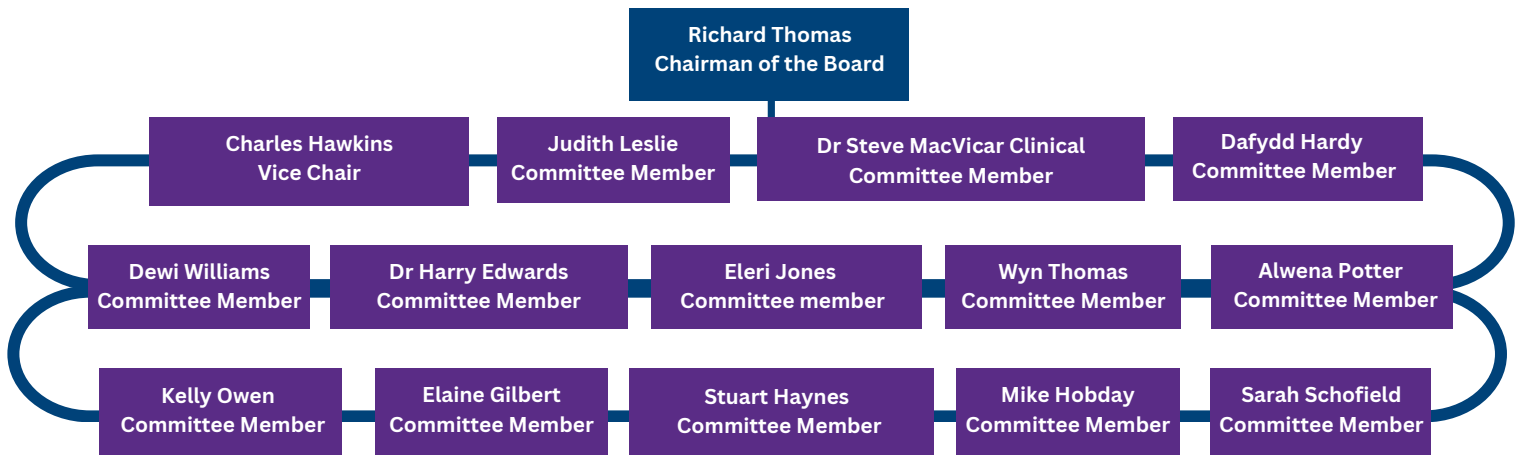 Richard Thomas
Chairman of the Board
Charles Hawkins
Vice Chair
Judith Leslie
Committee Member
Dr Steve MacVicar Clinical
Committee Member
Dafydd Hardy
Committee Member
Dewi Williams
Committee Member
Dr Harry Edwards
Committee Member
Eleri Jones
Committee member
Wyn Thomas
Committee Member
Alwena Potter
Committee Member
Kelly Owen
Committee Member
Elaine Gilbert
Committee Member
Stuart Haynes
Committee Member
Mike Hobday
Committee Member
Sarah Schofield
Committee Member